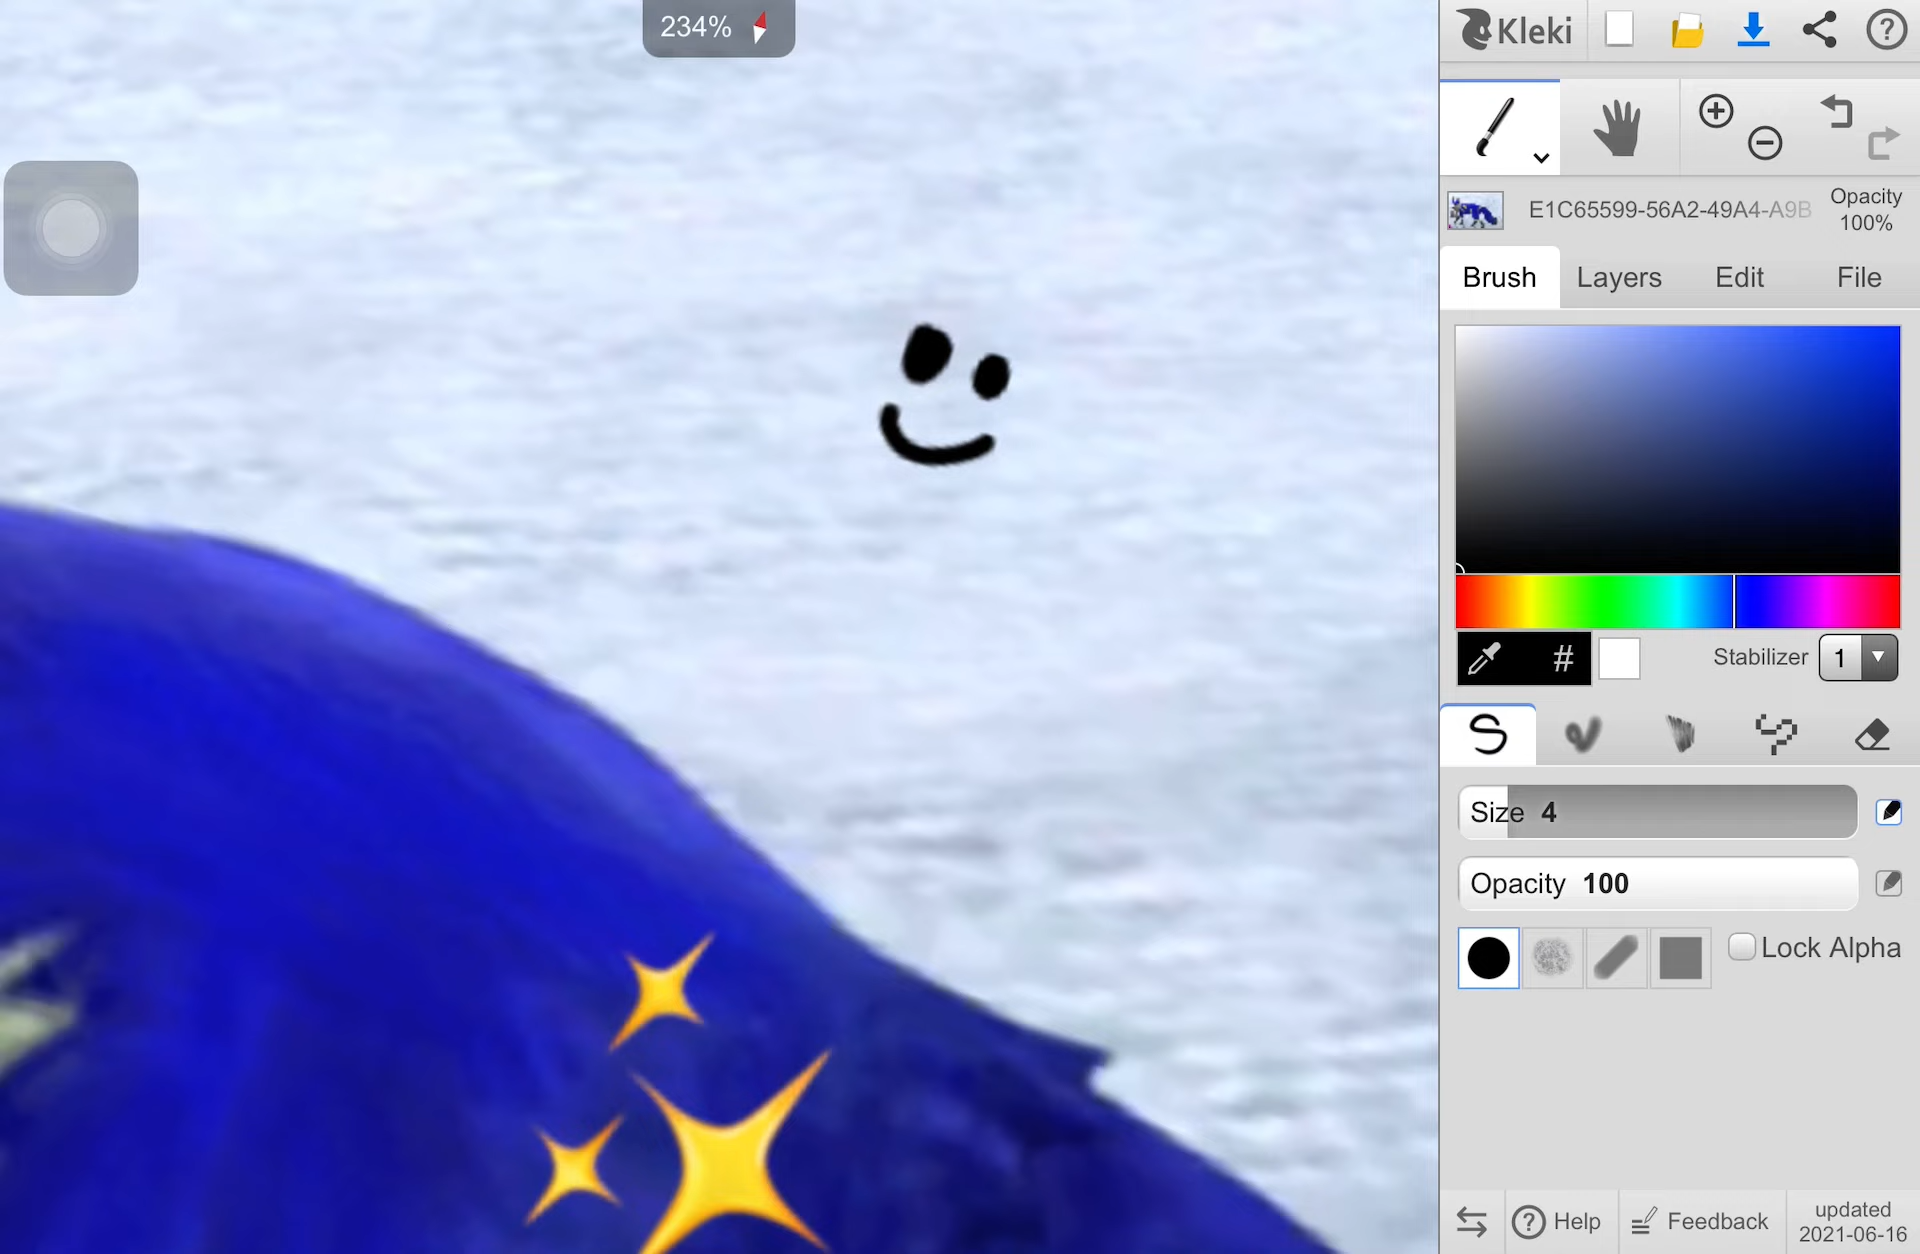 234%
Kleki
E1C65599-56A2-49A4-A9B
Opacity
100%
Brush Layers Edit File
# Stabilizer 1
Size 4
Opacity 100
Lock Alpha
Help Feedback
updated
2021-06-16